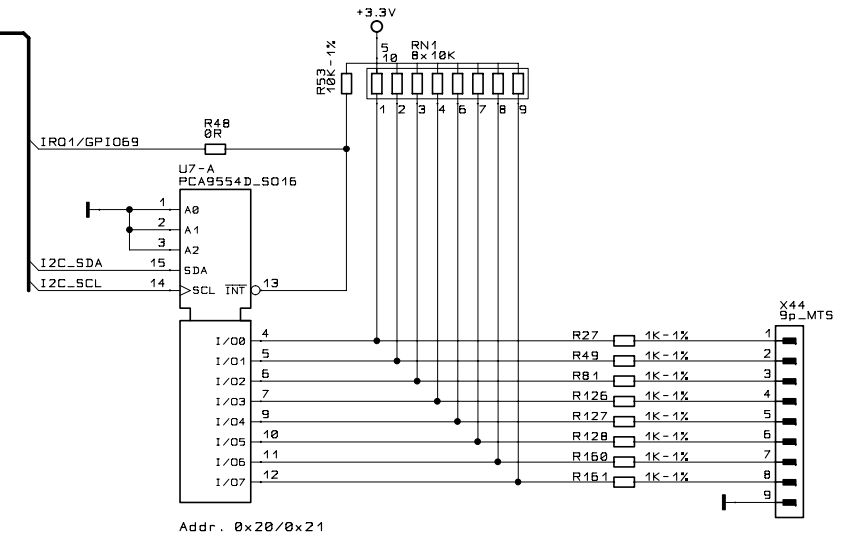 +3.3V
5
10
RN1
8x10K
R53
10K-1%
1 2 3 4 6 7 8 9
R48
0R
IRQ1/GPIO69
U7-A
PCA9554D_SO16
1 A0
2 A1
3 A2
I2C_SDA 15 SDA
I2C_SCL 14 SCL INT 13
X44
9p_MTS
I/O0 4 R27 1K-1% 1
I/O1 5 R49 1K-1% 2
I/O2 6 R81 1K-1% 3
I/O3 7 R126 1K-1% 4
I/O4 9 R127 1K-1% 5
I/O5 10 R128 1K-1% 6
I/O6 11 R160 1K-1% 7
I/O7 12 R161 1K-1% 8
9
Addr. 0x20/0x21